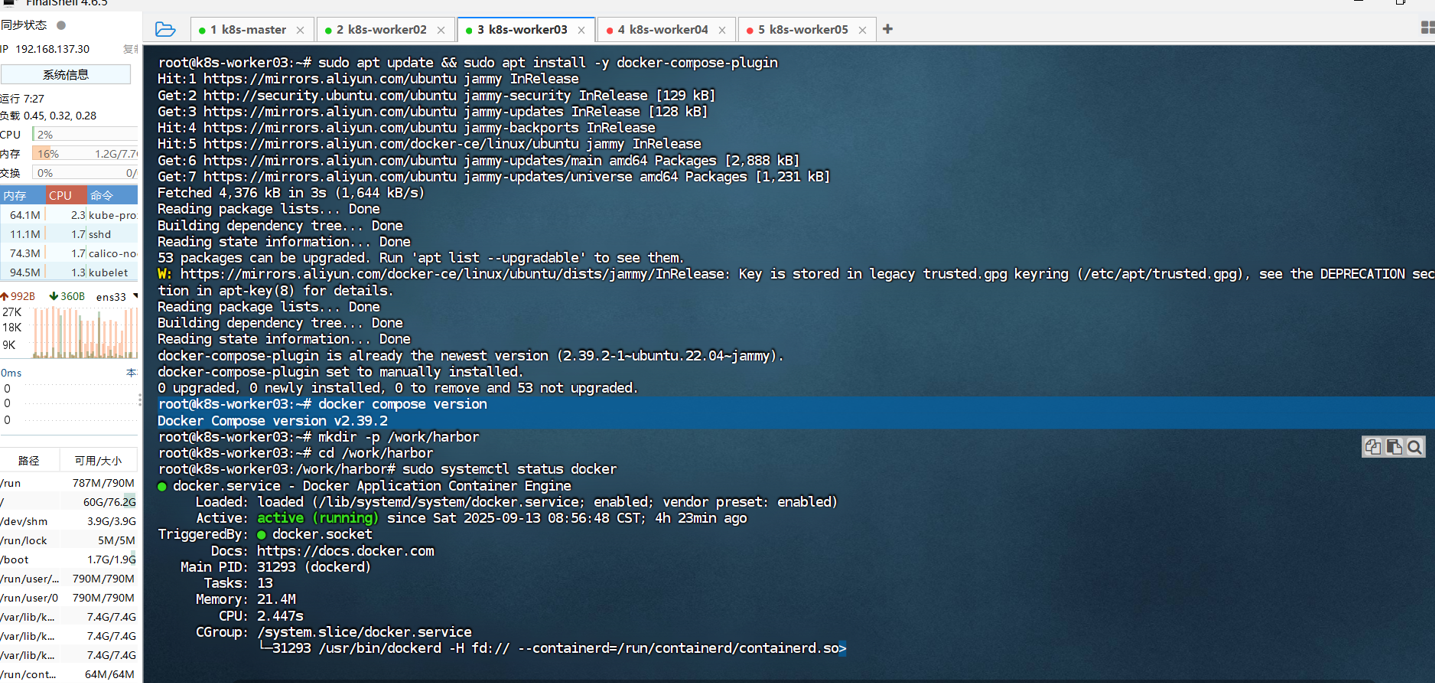 FinalShell 4.6.5
同步状态
IP 192.168.137.30
系统信息
运行 7:27
负载 0.45, 0.32, 0.28
CPU 2%
内存 16% 1.2G/7.7
交换 0% 0/
内存 CPU 命令
64.1M 2.3 kube-pro
11.1M 1.7 sshd
74.3M 1.7 calico-no
94.5M 1.3 kubelet
992B 360B ens33
27K
18K
9K
0ms 本
0
0
0
路径 可用/大小
/run 787M/790M
/ 60G/76.2G
/dev/shm 3.9G/3.9G
/run/lock 5M/5M
/boot 1.7G/1.9G
/run/user/... 790M/790M
/run/user/0 790M/790M
/var/lib/k... 7.4G/7.4G
/var/lib/k... 7.4G/7.4G
/var/lib/k... 7.4G/7.4G
/run/cont... 64M/64M
1 k8s-master
2 k8s-worker02
3 k8s-worker03
4 k8s-worker04
5 k8s-worker05
root@k8s-worker03:~# sudo apt update && sudo apt install -y docker-compose-plugin
Hit:1 https://mirrors.aliyun.com/ubuntu jammy InRelease
Get:2 http://security.ubuntu.com/ubuntu jammy-security InRelease [129 kB]
Get:3 https://mirrors.aliyun.com/ubuntu jammy-updates InRelease [128 kB]
Hit:4 https://mirrors.aliyun.com/ubuntu jammy-backports InRelease
Hit:5 https://mirrors.aliyun.com/docker-ce/linux/ubuntu jammy InRelease
Get:6 https://mirrors.aliyun.com/ubuntu jammy-updates/main amd64 Packages [2,888 kB]
Get:7 https://mirrors.aliyun.com/ubuntu jammy-updates/universe amd64 Packages [1,231 kB]
Fetched 4,376 kB in 3s (1,644 kB/s)
Reading package lists... Done
Building dependency tree... Done
Reading state information... Done
53 packages can be upgraded. Run 'apt list --upgradable' to see them.
W: https://mirrors.aliyun.com/docker-ce/linux/ubuntu/dists/jammy/InRelease: Key is stored in legacy trusted.gpg keyring (/etc/apt/trusted.gpg), see the DEPRECATION sec
tion in apt-key(8) for details.
Reading package lists... Done
Building dependency tree... Done
Reading state information... Done
docker-compose-plugin is already the newest version (2.39.2-1~ubuntu.22.04~jammy).
docker-compose-plugin set to manually installed.
0 upgraded, 0 newly installed, 0 to remove and 53 not upgraded.
root@k8s-worker03:~# docker compose version
Docker Compose version v2.39.2
root@k8s-worker03:~# mkdir -p /work/harbor
root@k8s-worker03:~# cd /work/harbor
root@k8s-worker03:/work/harbor# sudo systemctl status docker
● docker.service - Docker Application Container Engine
Loaded: loaded (/lib/systemd/system/docker.service; enabled; vendor preset: enabled)
Active: active (running) since Sat 2025-09-13 08:56:48 CST; 4h 23min ago
TriggeredBy: ● docker.socket
Docs: https://docs.docker.com
Main PID: 31293 (dockerd)
Tasks: 13
Memory: 21.4M
CPU: 2.447s
CGroup: /system.slice/docker.service
└─31293 /usr/bin/dockerd -H fd:// --containerd=/run/containerd/containerd.so>